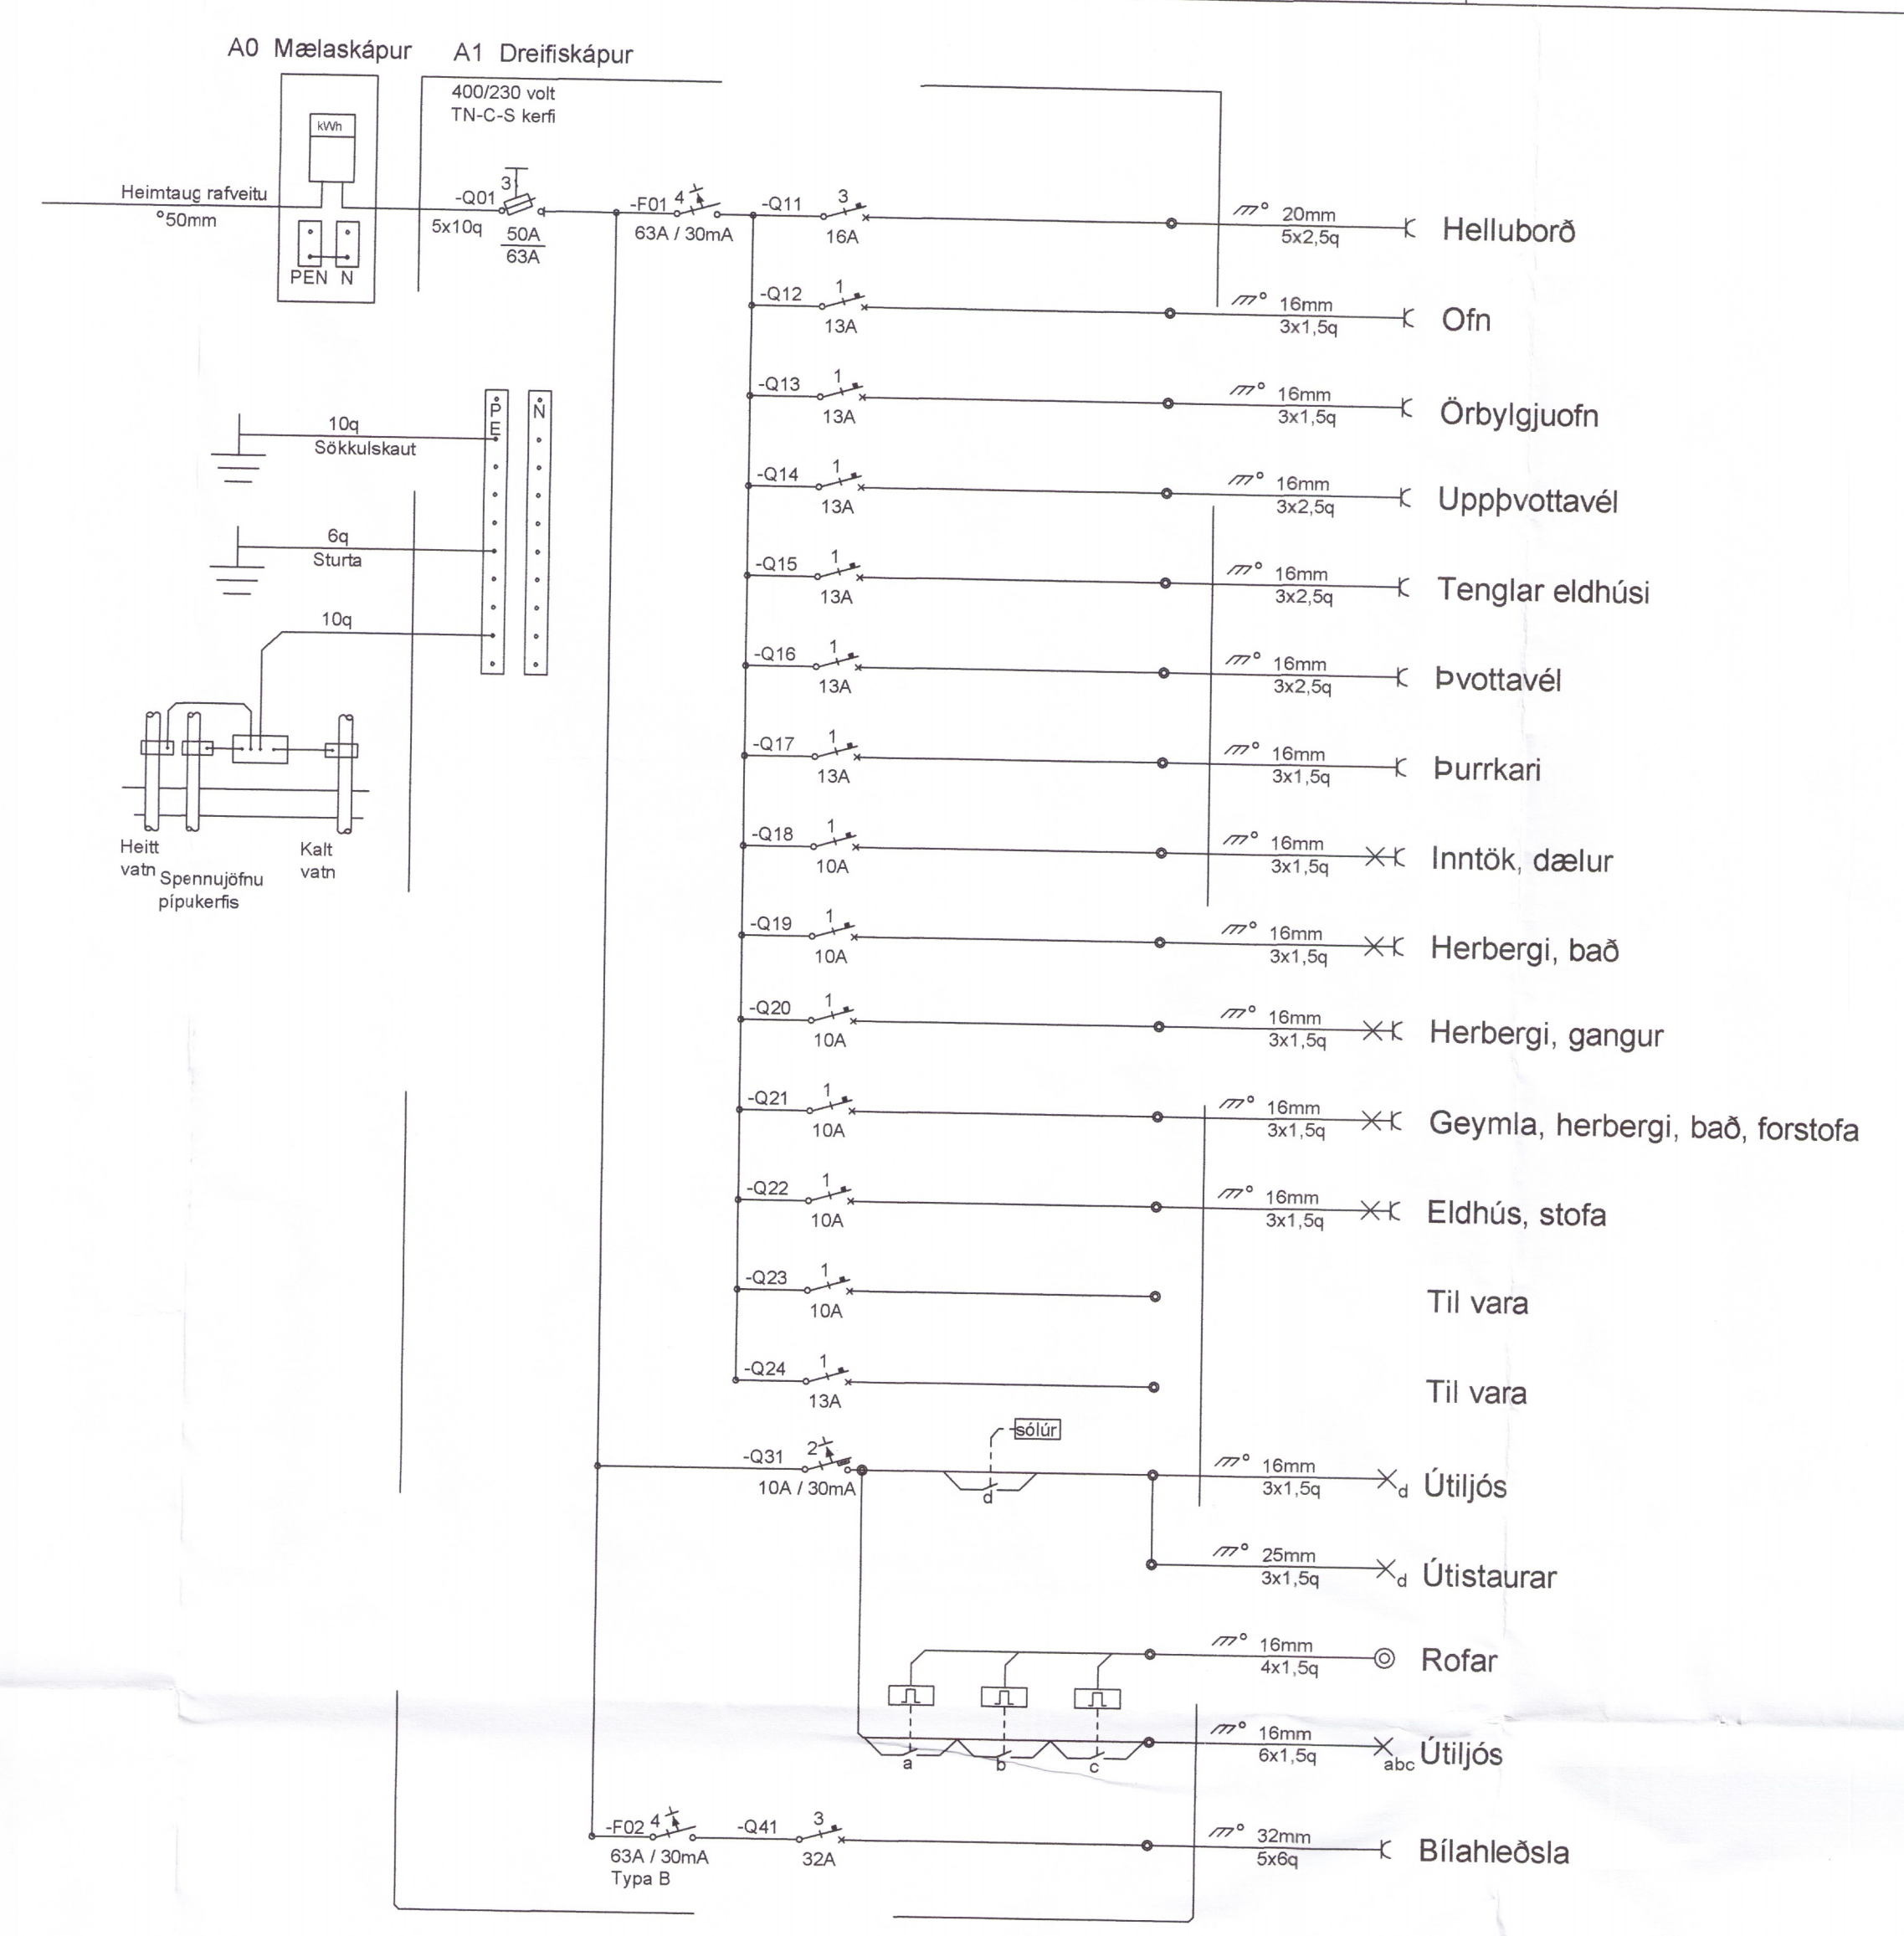 A0 Mælaskápur
A1 Dreifiskápur
400/230 volt
TN-C-S kerfi
kWh
PEN N
Heimtaug rafveitu
°50mm
-Q01
3
5x10q
50A
63A
-F01 4
63A / 30mA
-Q11 3
16A
20mm
5x2,5q
Helluborð
-Q12 1
13A
16mm
3x1,5q
Ofn
-Q13 1
13A
16mm
3x1,5q
Örbylgjuofn
-Q14 1
13A
16mm
3x2,5q
Uppþvottavél
-Q15 1
13A
16mm
3x2,5q
Tenglar eldhúsi
-Q16 1
13A
16mm
3x2,5q
Þvottavél
-Q17 1
13A
16mm
3x1,5q
Þurrkari
-Q18 1
10A
16mm
3x1,5q
Inntök, dælur
-Q19 1
10A
16mm
3x1,5q
Herbergi, bað
-Q20 1
10A
16mm
3x1,5q
Herbergi, gangur
-Q21 1
10A
16mm
3x1,5q
Geymla, herbergi, bað, forstofa
-Q22 1
10A
16mm
3x1,5q
Eldhús, stofa
-Q23 1
10A
Til vara
-Q24 1
13A
Til vara
-Q31 2
10A / 30mA
sólúr
d
16mm
3x1,5q
d
Útiljós
25mm
3x1,5q
d
Útistaurar
16mm
4x1,5q
Rofar
a
b
c
16mm
6x1,5q
abc
Útiljós
-F02 4
63A / 30mA
Typa B
-Q41 3
32A
32mm
5x6q
Bílahleðsla
P
E
N
10q
Sökkulskaut
6q
Sturta
10q
Heitt
vatn
Spennujöfnu
pípukerfis
Kalt
vatn